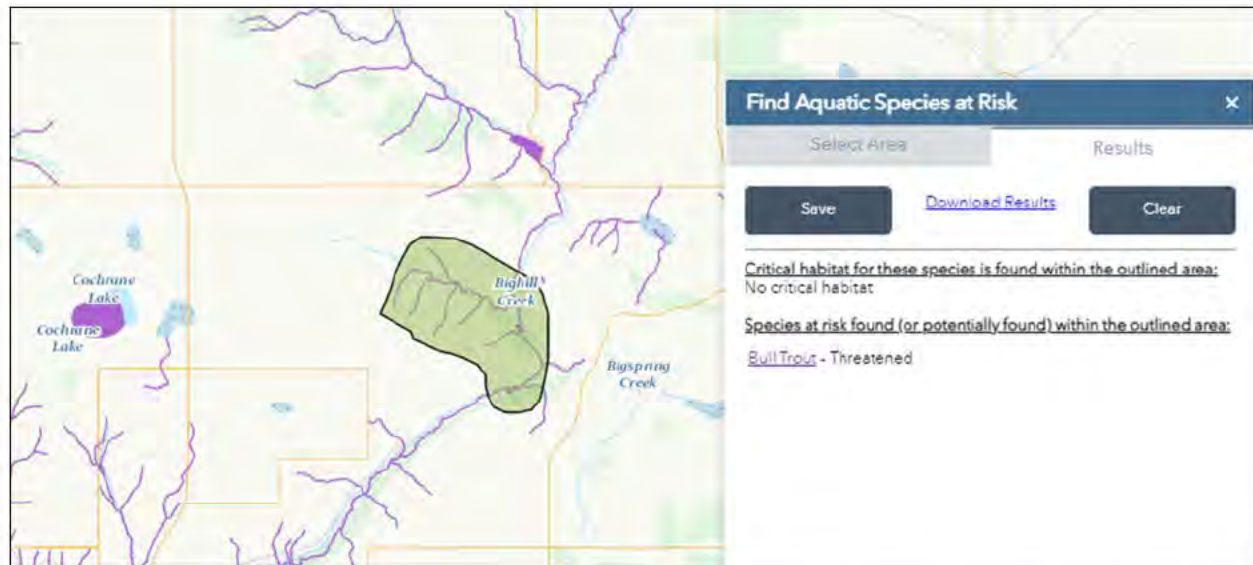 Find Aquatic Species at Risk
×
Select Area
Results
Save
Download Results
Clear
Critical habitat for these species is found within the outlined area:
No critical habitat
Species at risk found (or potentially found) within the outlined area:
Bull Trout - Threatened
Cochrane
Lake
Cochrane
Lake
Bighill
Creek
Bigspring
Creek